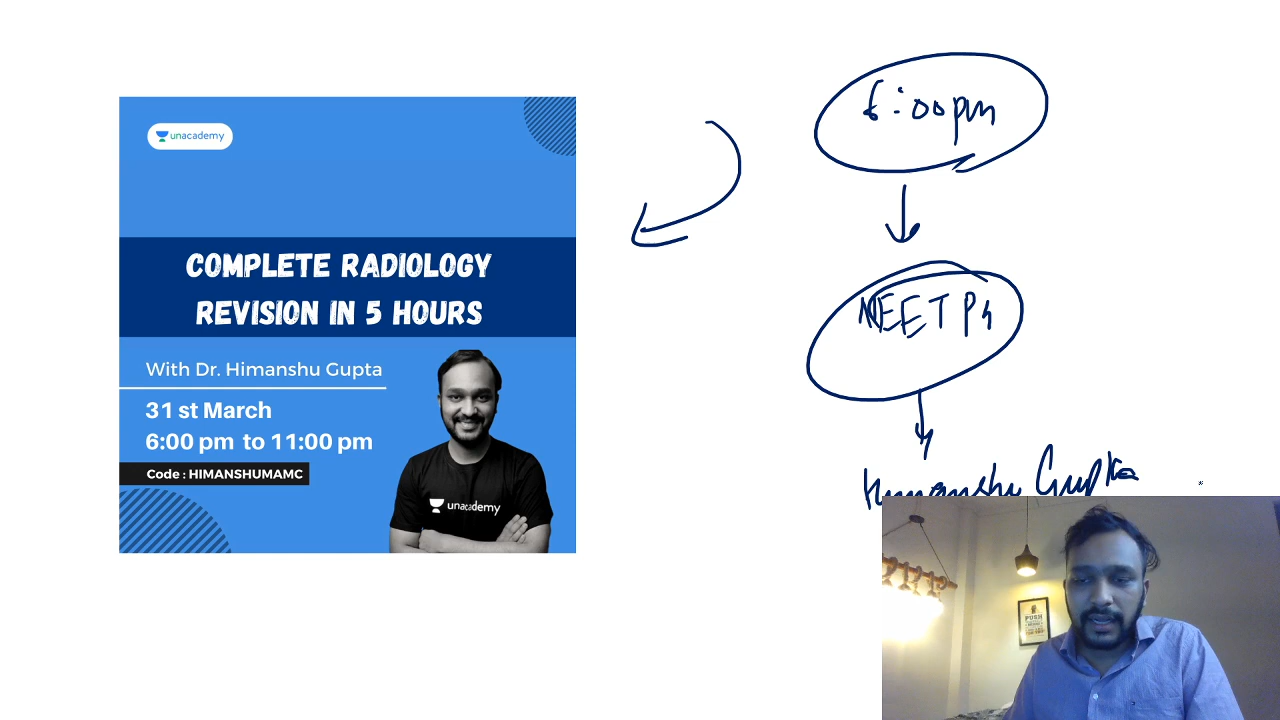 unacademy
COMPLETE RADIOLOGY
REVISION IN 5 HOURS
With Dr. Himanshu Gupta
31 st March
6:00 pm to 11:00 pm
Code : HIMANSHUMAMC
unacademy
6:00pm
NEET PG
Himanshu Gupta
PUSH